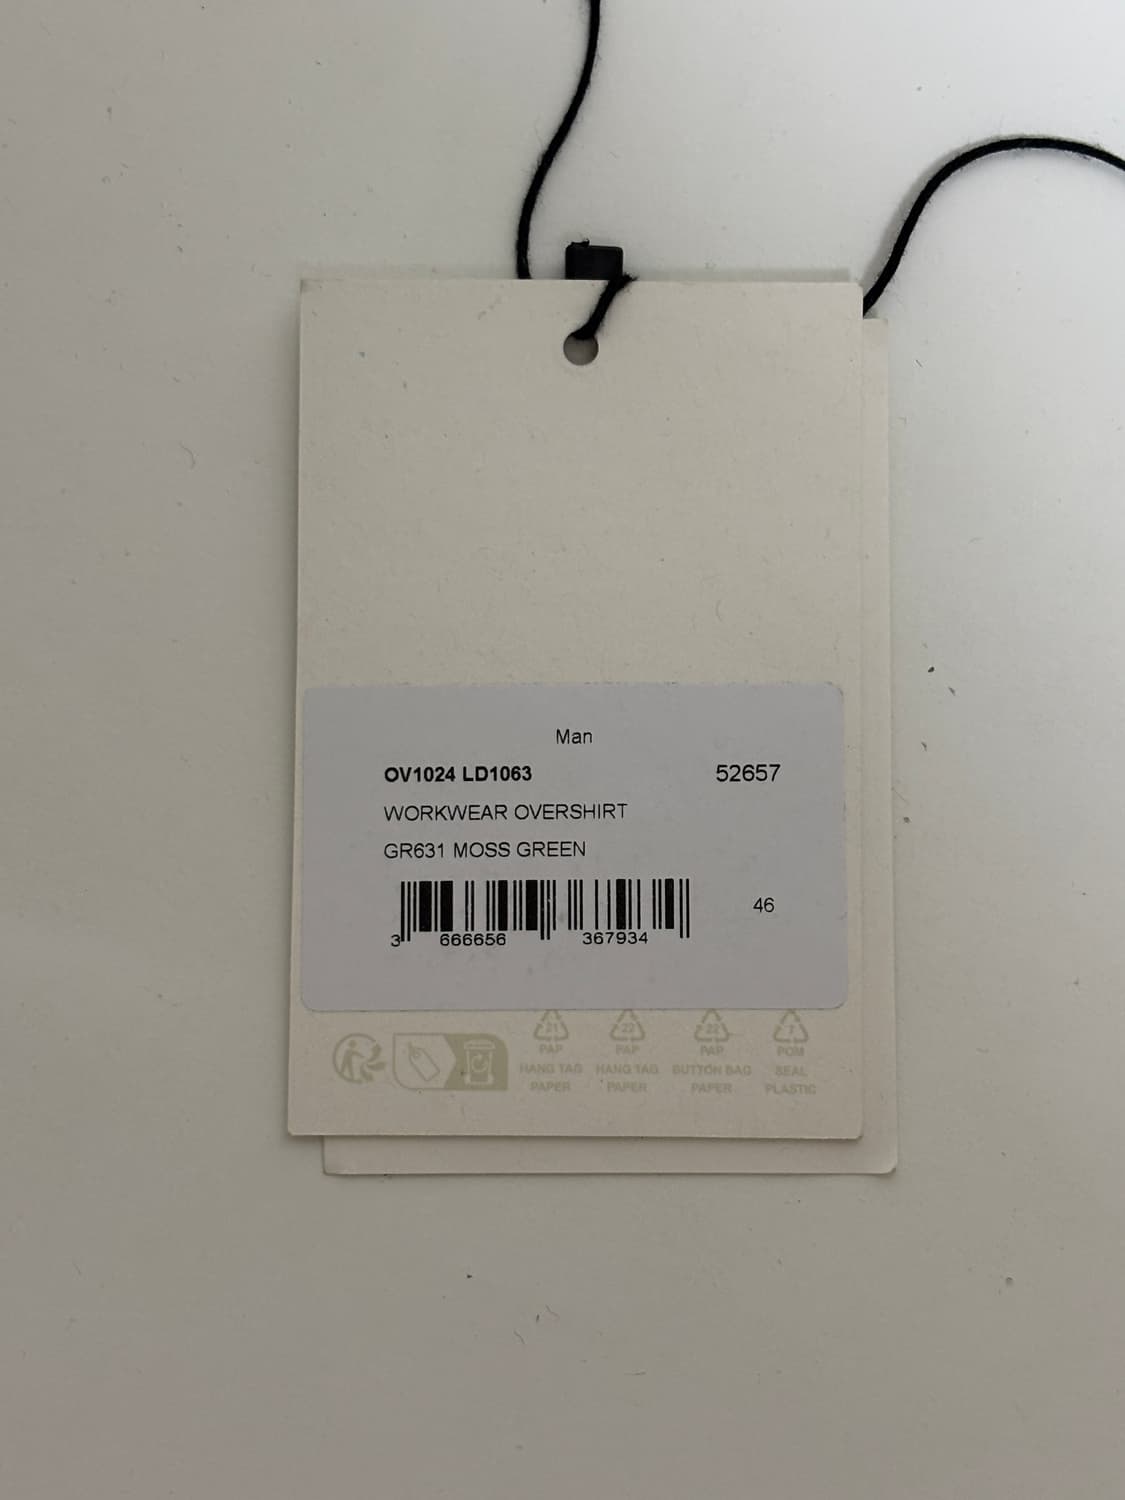 Man
OV1024 LD1063 52657
WORKWEAR OVERSHIRT
GR631 MOSS GREEN
46
3 666656 367934
21 22 22 7
PAP PAP PAP POM
HANG TAG HANG TAG BUTTON BAG SEAL
PAPER PAPER PAPER PLASTIC